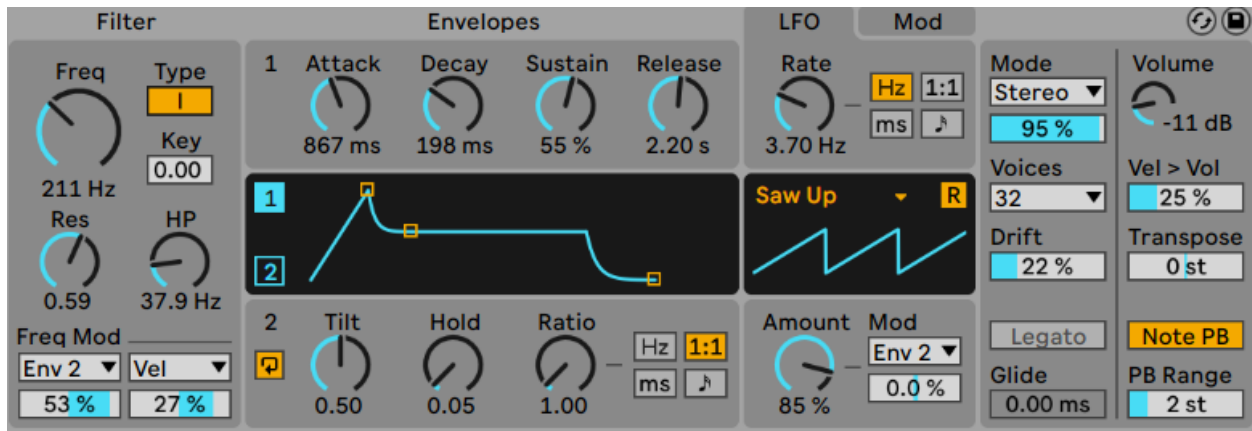 Filter
Freq
Type
I
Key
0.00
211 Hz
Res
HP
0.59
37.9 Hz
Freq Mod
Env 2
Vel
53 %
27 %
Envelopes
1
Attack
Decay
Sustain
Release
867 ms
198 ms
55 %
2.20 s
1
2
2
Tilt
Hold
Ratio
0.50
0.05
1.00
Hz
1:1
ms
LFO
Mod
Rate
3.70 Hz
Hz
1:1
ms
Saw Up
R
Amount
85 %
Mod
Env 2
0.0 %
Mode
Stereo
95 %
Voices
32
Drift
22 %
Legato
Glide
0.00 ms
Volume
-11 dB
Vel > Vol
25 %
Transpose
0 st
Note PB
PB Range
2 st